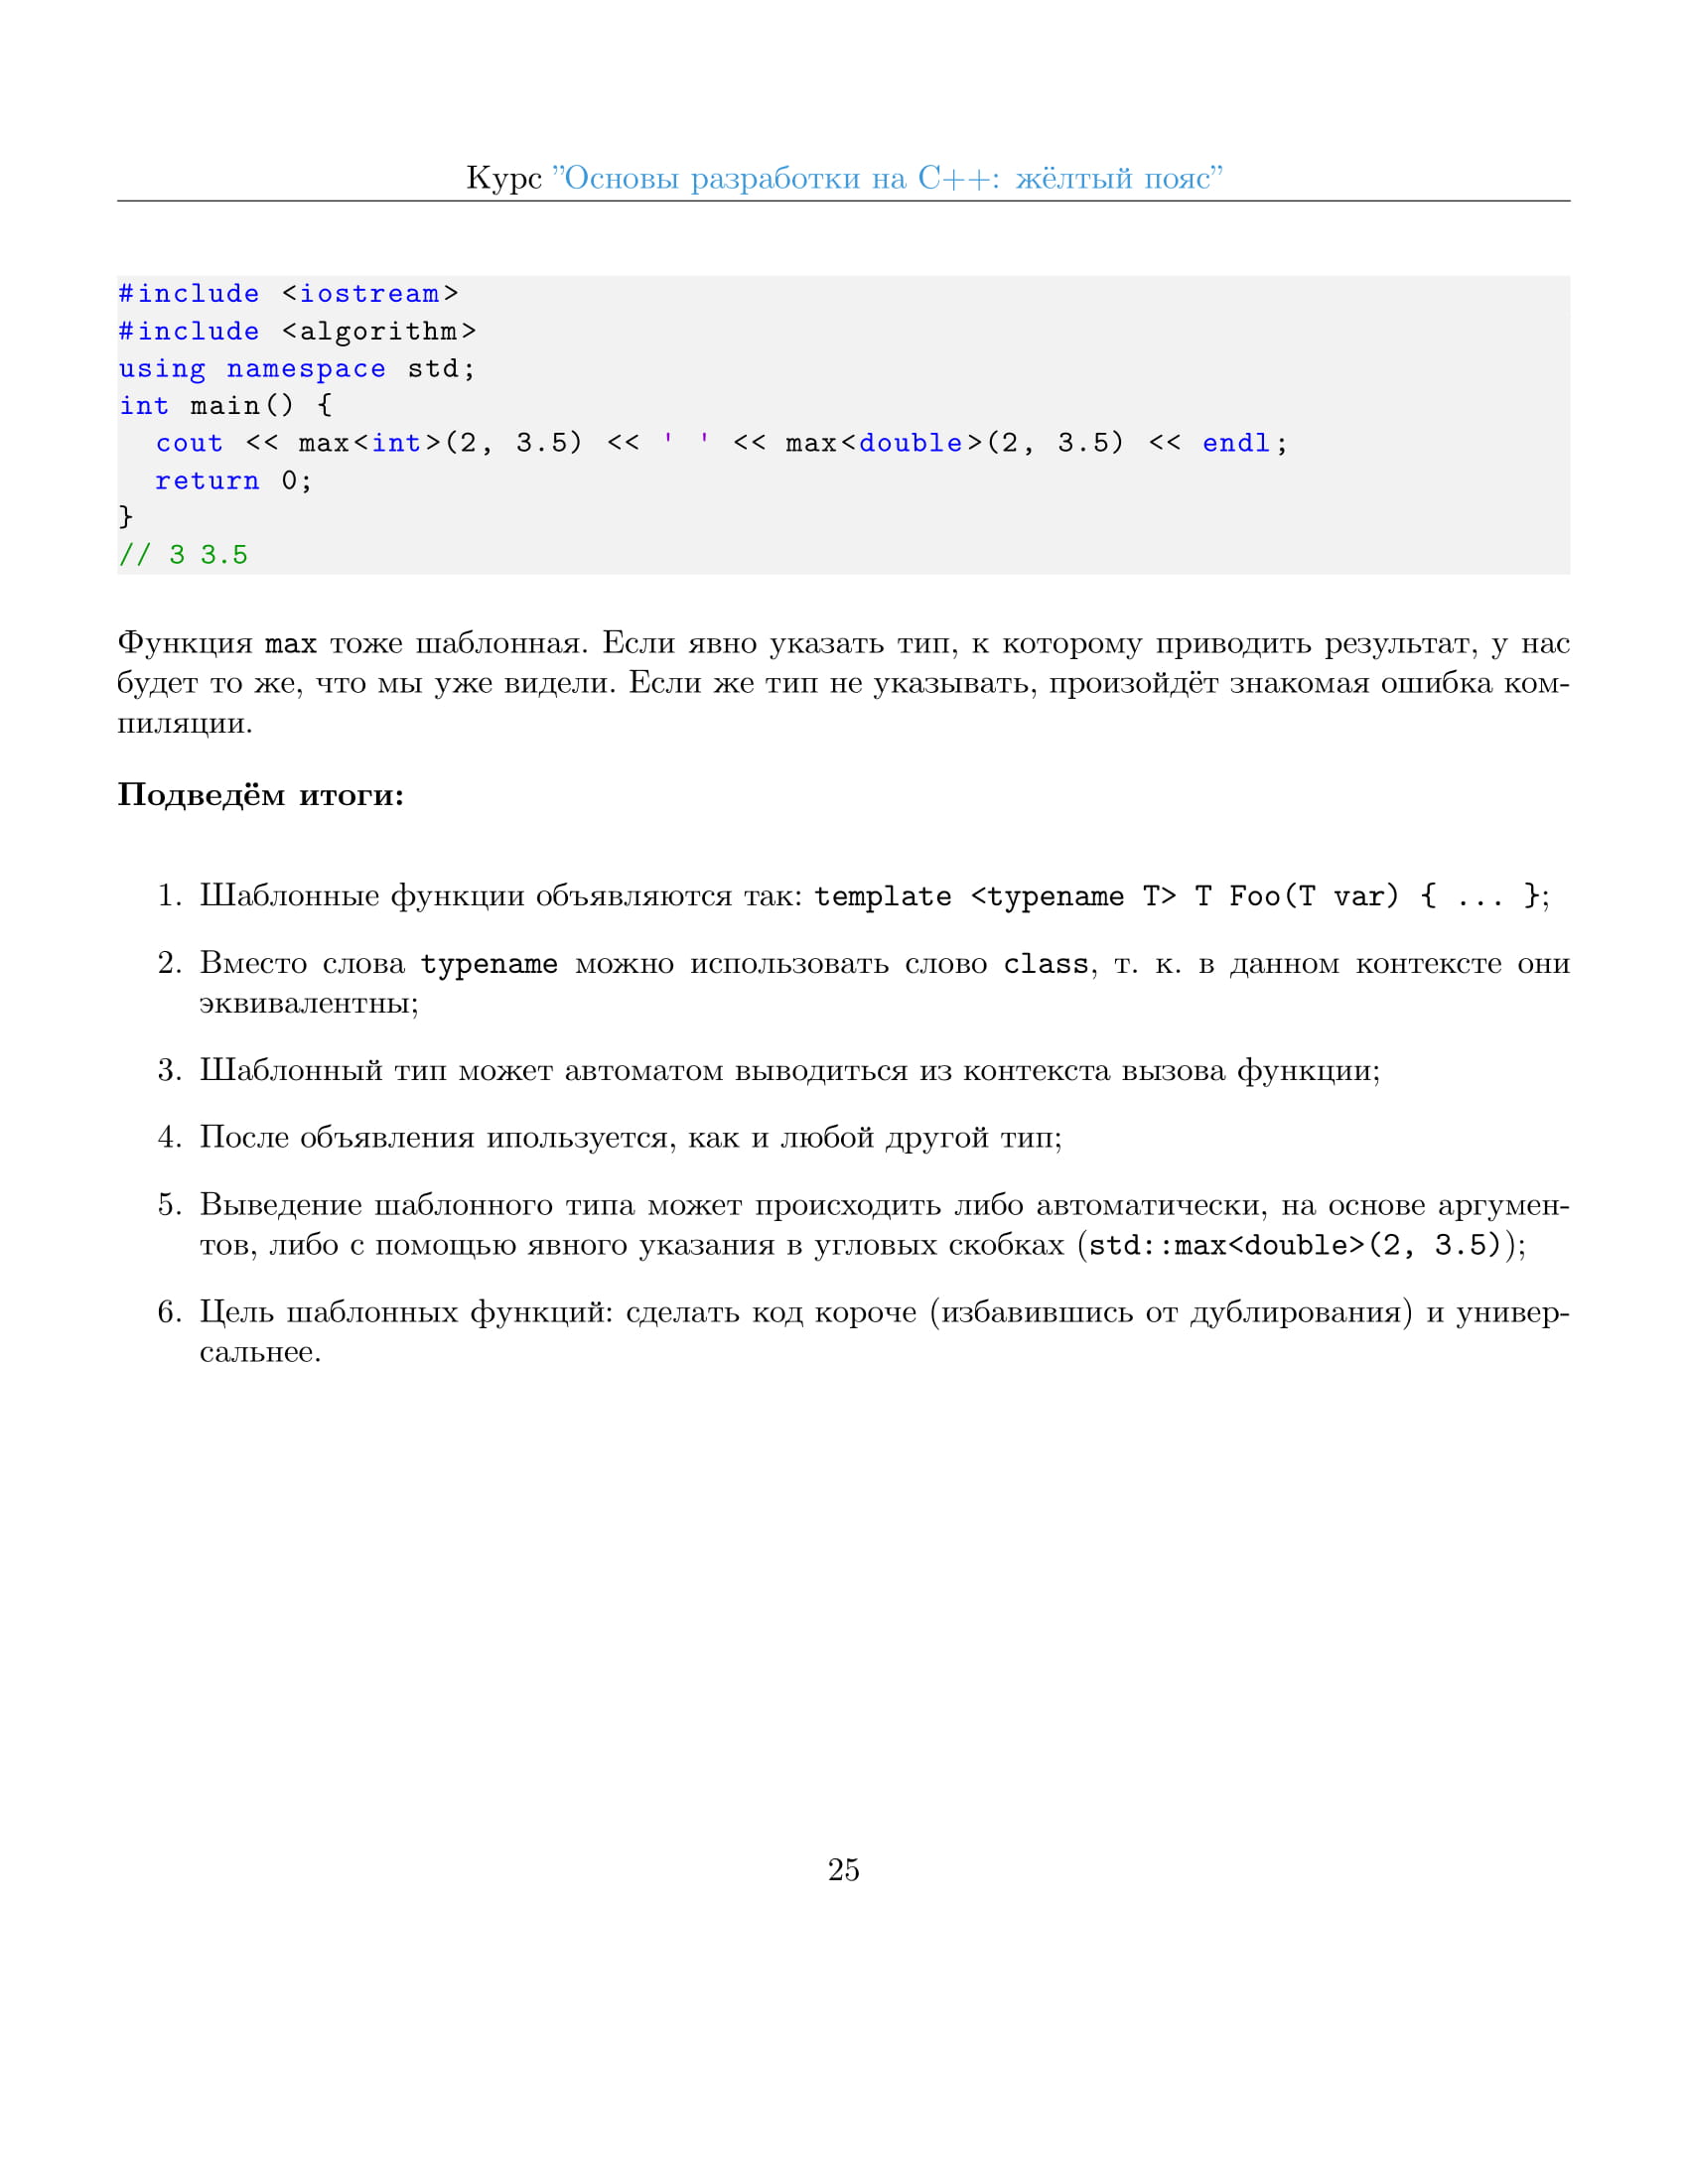 Курс ”Основы разработки на C++: жёлтый пояс”
#include <iostream>
#include <algorithm>
using namespace std;
int main() {
  cout << max<int>(2, 3.5) << ' ' << max<double>(2, 3.5) << endl;
  return 0;
}
// 3 3.5
Функция max тоже шаблонная. Если явно указать тип, к которому приводить результат, у нас
будет то же, что мы уже видели. Если же тип не указывать, произойдёт знакомая ошибка ком-
пиляции.
Подведём итоги:
1. Шаблонные функции объявляются так: template <typename T> T Foo(T var) { ... };
2. Вместо слова typename можно использовать слово class, т. к. в данном контексте они
эквивалентны;
3. Шаблонный тип может автоматом выводиться из контекста вызова функции;
4. После объявления ипользуется, как и любой другой тип;
5. Выведение шаблонного типа может происходить либо автоматически, на основе аргумен-
тов, либо с помощью явного указания в угловых скобках (std::max<double>(2, 3.5));
6. Цель шаблонных функций: сделать код короче (избавившись от дублирования) и универ-
сальнее.
25